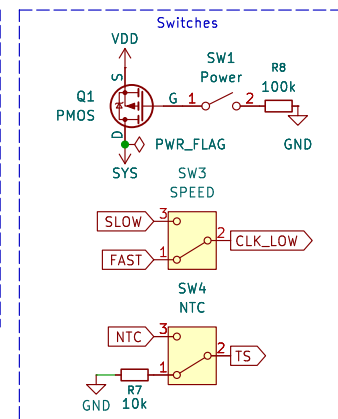 Switches
VDD
S
Q1
PMOS
G
D
SW1
Power
1
2
R8
100k
GND
PWR_FLAG
SYS
SW3
SPEED
SLOW
3
2
CLK_LOW
FAST
1
SW4
NTC
NTC
3
2
TS
1
R7
10k
GND